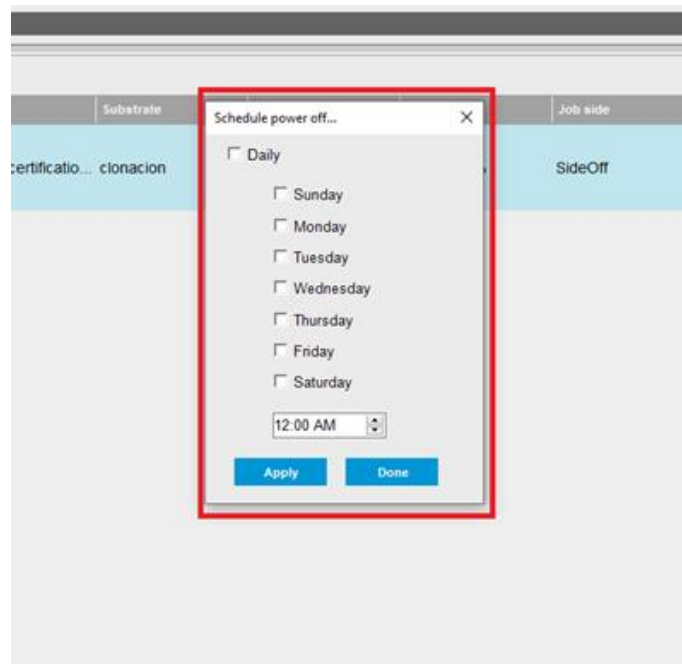 Substrate
Job side
certificatio... clonacion
SideOff
Schedule power off...
Daily
Sunday
Monday
Tuesday
Wednesday
Thursday
Friday
Saturday
12:00 AM
Apply
Done